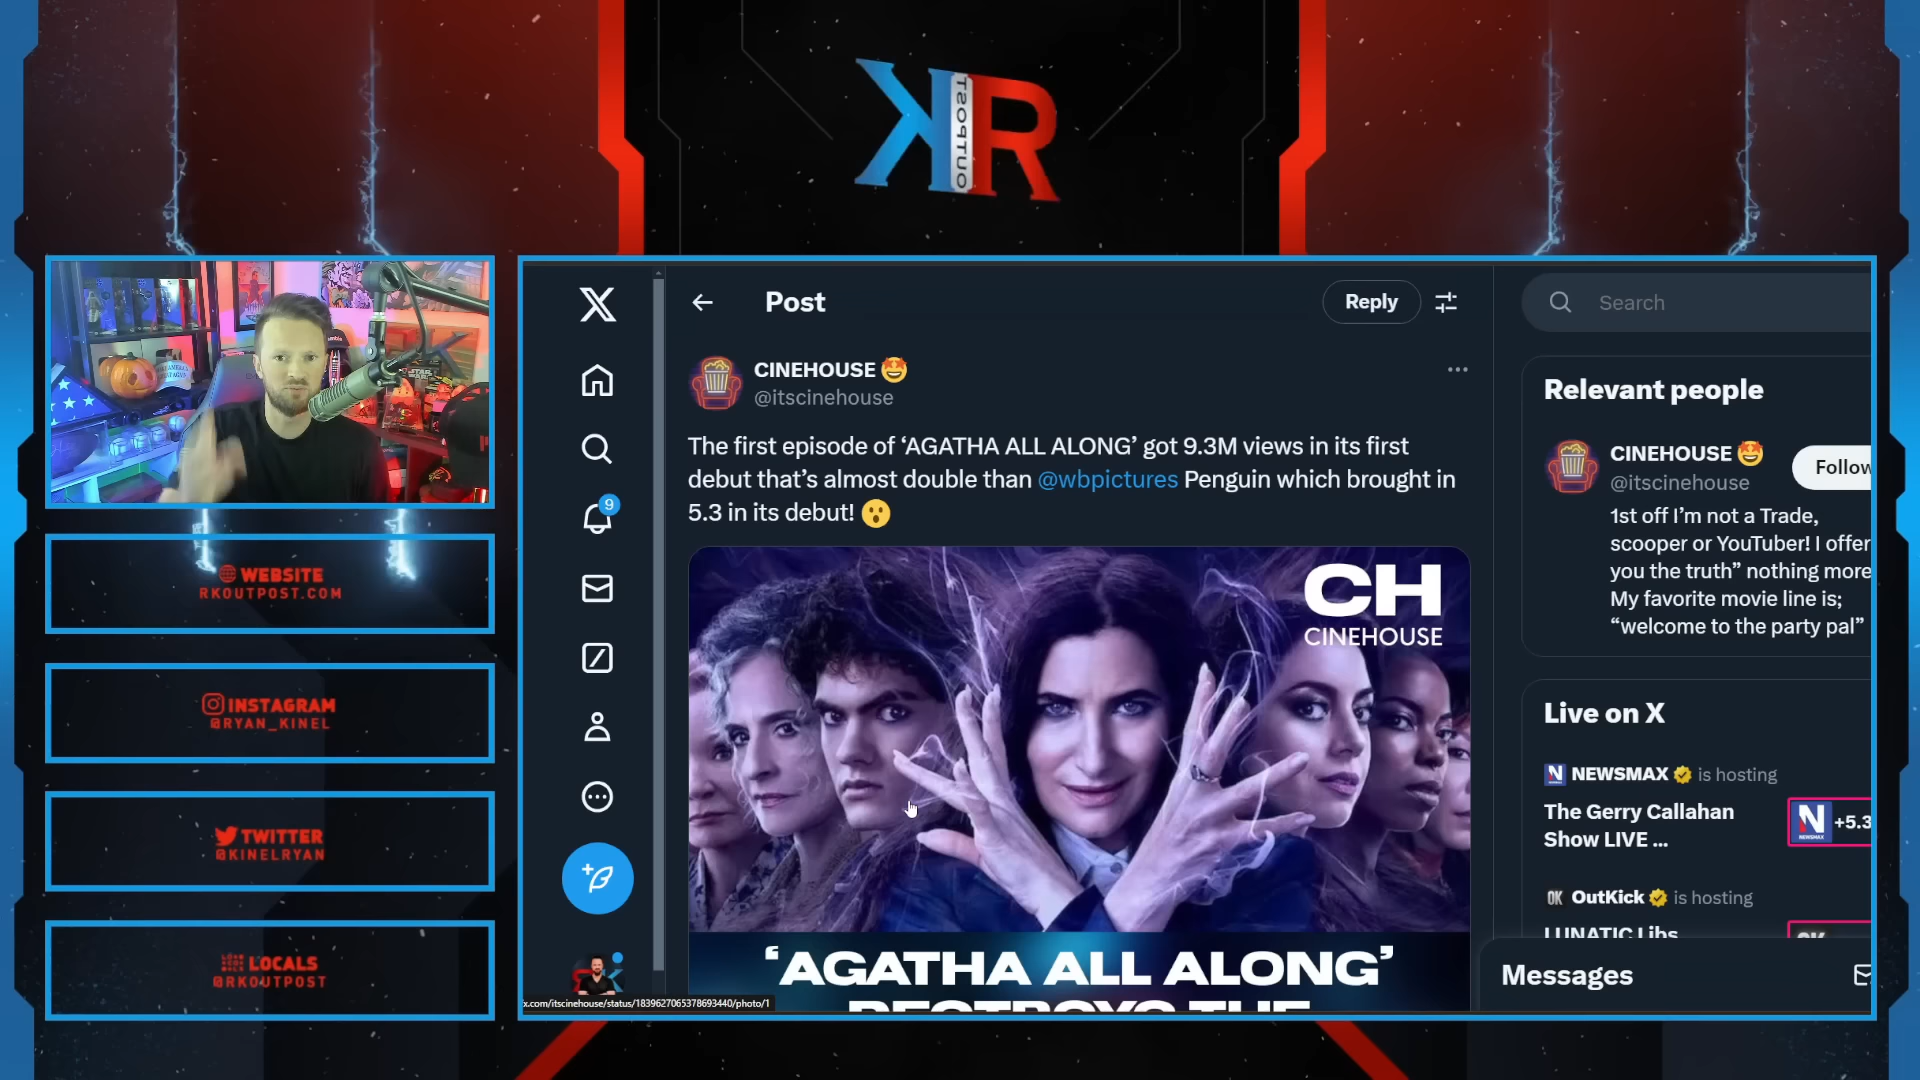 K OUTPOST R
WEBSITE
RKOUTPOST.COM
INSTAGRAM
@RYAN_KINEL
TWITTER
@KINELRYAN
LOCALS
@RKOUTPOST
Post
Reply
Search
9
CINEHOUSE 🤩
@itscinehouse
The first episode of ‘AGATHA ALL ALONG’ got 9.3M views in its first
debut that’s almost double than @wbpictures Penguin which brought in
5.3 in its debut! 😯
CH
CINEHOUSE
‘AGATHA ALL ALONG’
DESTROYS THE
x.com/itscinehouse/status/1839627065378693440/photo/1
Relevant people
CINEHOUSE 🤩
Follow
@itscinehouse
1st off I’m not a Trade,
scooper or YouTuber! I offer
you the truth” nothing more
My favorite movie line is;
“welcome to the party pal”
Live on X
N NEWSMAX is hosting
The Gerry Callahan
Show LIVE ...
N
NEWSMAX
+5.3
OK OutKick is hosting
LUNATIC Libs
OK
Messages